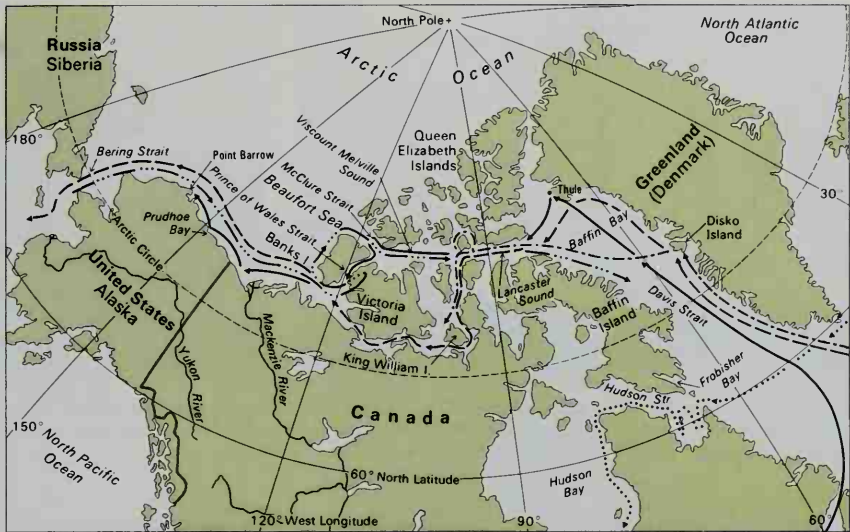 North Pole
North Atlantic
Ocean
Russia
Siberia
Arctic
Ocean
180°
Bering Strait
Point Barrow
Viscount Melville
Sound
McClure Strait
Beaufort Sea
Prince of Wales Strait
Banks I.
Queen
Elizabeth
Islands
Greenland
(Denmark)
Thule
30°
Baffin Bay
Disko
Island
Prudhoe
Bay
Arctic Circle
United States
Alaska
Yukon
River
Mackenzie
River
Victoria
Island
King William I.
Lancaster
Sound
Baffin
Island
Davis Strait
Frobisher
Bay
Hudson Str
Canada
150°
North Pacific
Ocean
60° North Latitude
Hudson
Bay
120° West Longitude
90°
60°